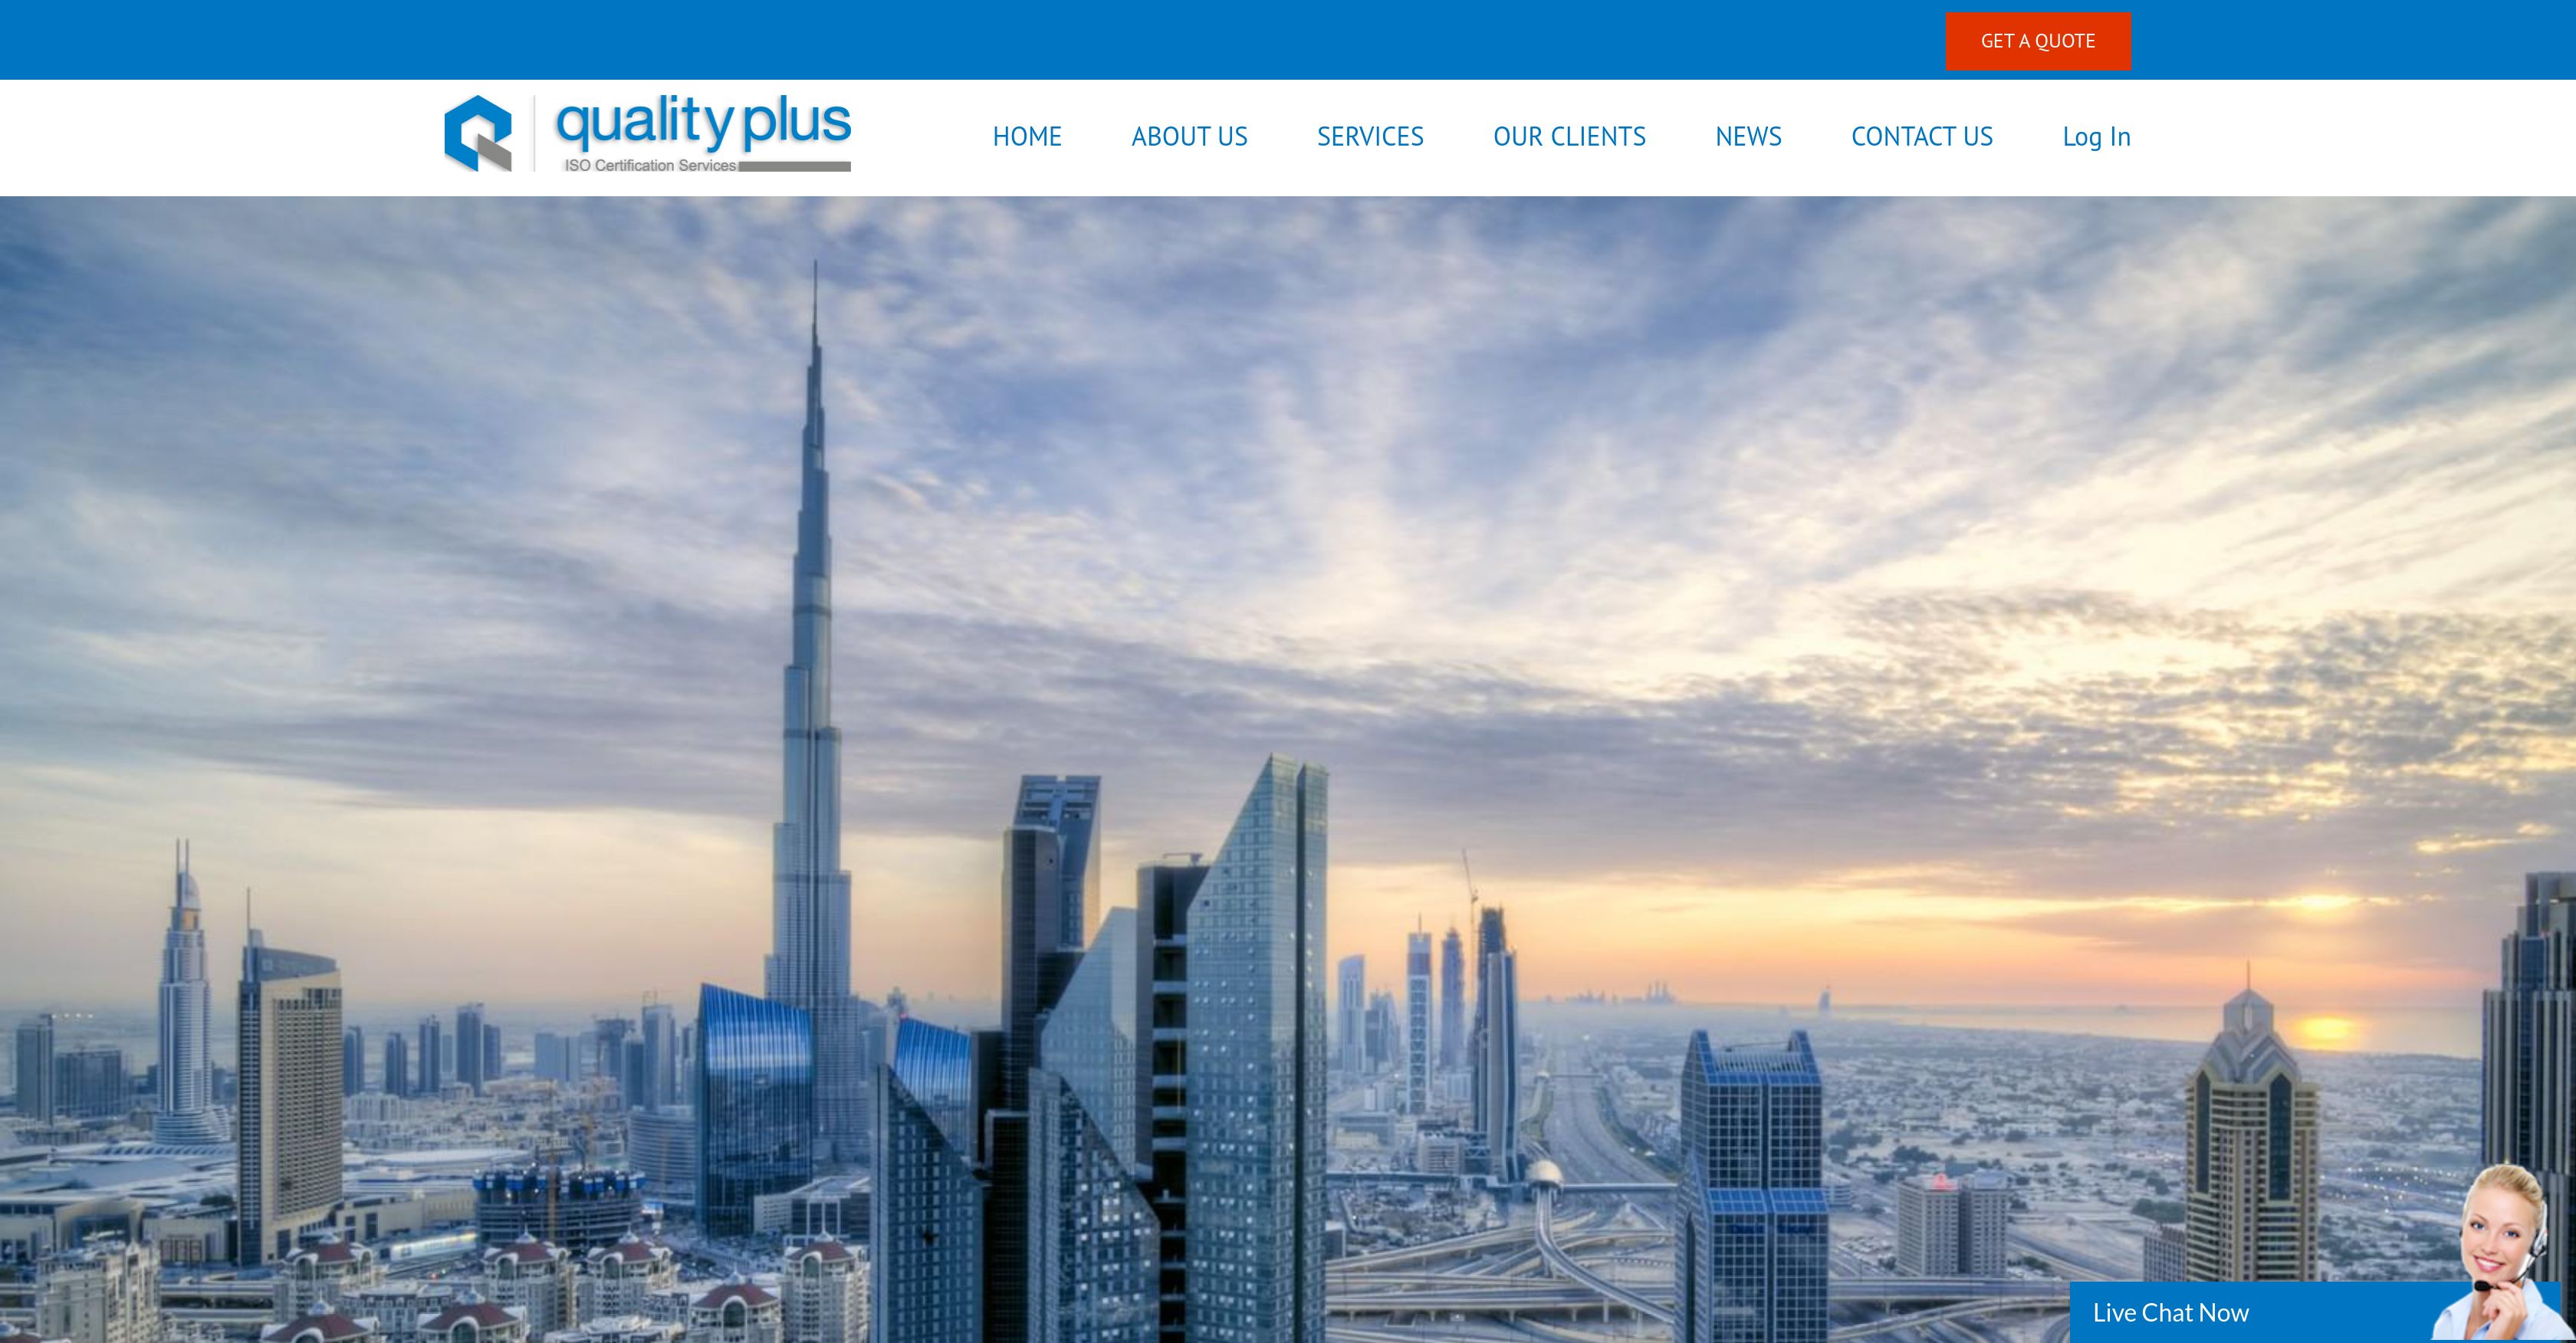 GET A QUOTE
quality plus
ISO Certification Services
HOME
ABOUT US
SERVICES
OUR CLIENTS
NEWS
CONTACT US
Log In
Live Chat Now